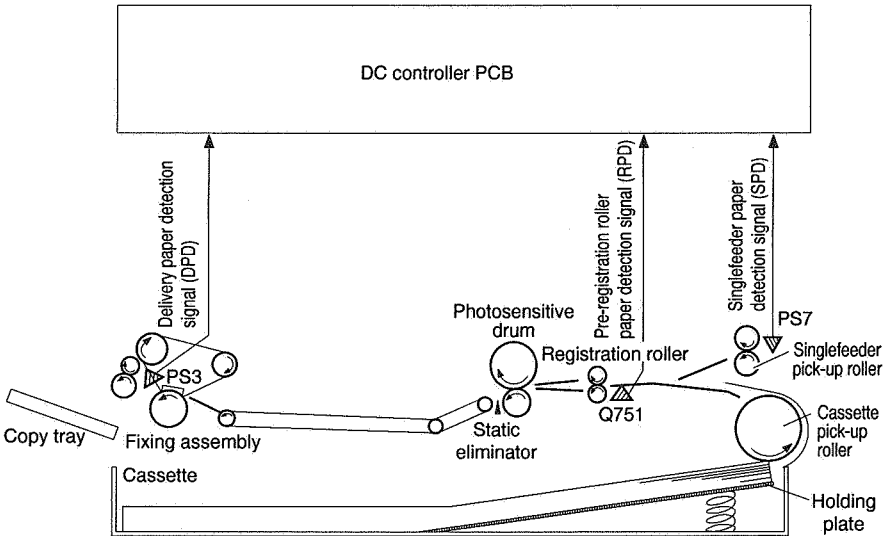 DC controller PCB
Delivery paper detection
signal (DPD)
Pre-registration roller
paper detection signal (RPD)
Singlefeeder paper
detection signal (SPD)
Photosensitive
drum
Registration roller
PS7
Singlefeeder
pick-up roller
PS3
Q751
Copy tray
Fixing assembly
Static
eliminator
Cassette
pick-up
roller
Cassette
Holding
plate